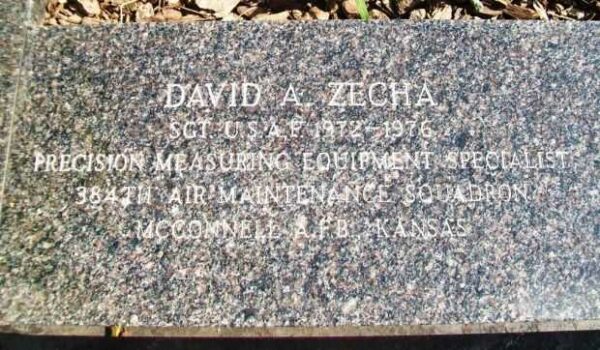 DAVID A. ZECHA
SGT U.S.A.F. 1972-1976
PRECISION MEASURING EQUIPMENT SPECIALIST
384TH AIR MAINTENANCE SQUADRON
MCCONNELL A.F.B. KANSAS